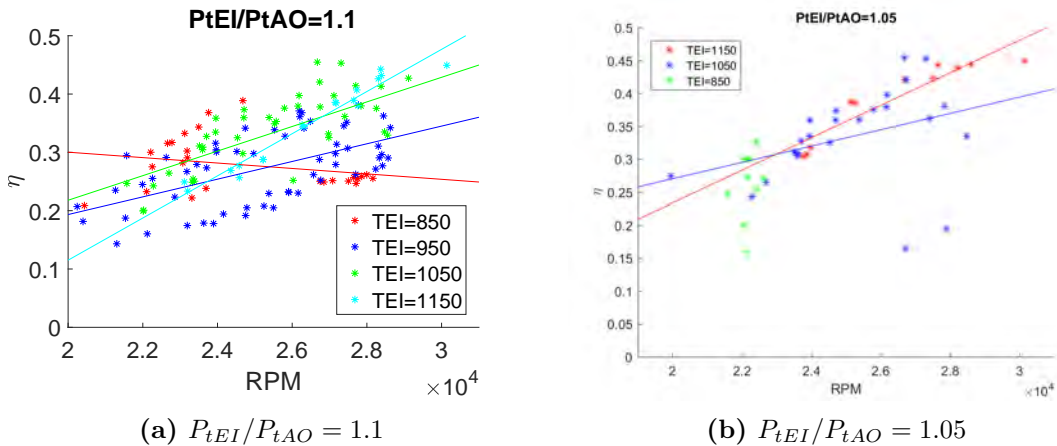 PtEI/PtAO=1.1
0.5
0.4
0.3
0.2
0.1
0
η
TEI=850
TEI=950
TEI=1050
TEI=1150
2 2.2 2.4 2.6 2.8 3
RPM
×10⁴
(a) PtEI/PtAO = 1.1
PtEI/PtAO=1.05
0.5
0.45
0.4
0.35
0.3
0.25
0.2
0.15
0.1
0.05
0
η
TEI=1150
TEI=1050
TEI=850
2 2.2 2.4 2.6 2.8 3
RPM
×10⁴
(b) PtEI/PtAO = 1.05